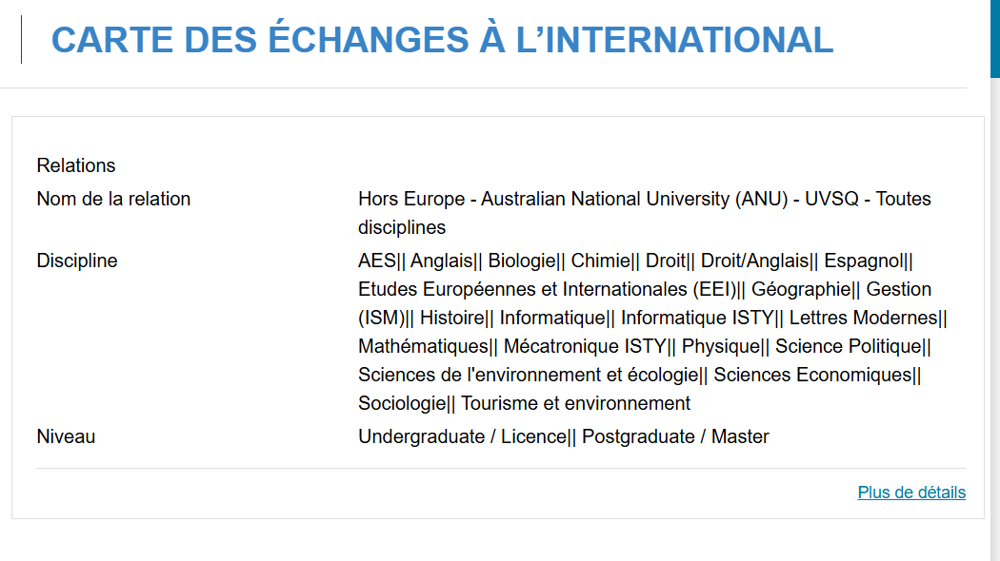 CARTE DES ÉCHANGES À L’INTERNATIONAL
Relations
Nom de la relation
Hors Europe - Australian National University (ANU) - UVSQ - Toutes
disciplines
Discipline
AES|| Anglais|| Biologie|| Chimie|| Droit|| Droit/Anglais|| Espagnol||
Etudes Européennes et Internationales (EEI)|| Géographie|| Gestion
(ISM)|| Histoire|| Informatique|| Informatique ISTY|| Lettres Modernes||
Mathématiques|| Mécatronique ISTY|| Physique|| Science Politique||
Sciences de l'environnement et écologie|| Sciences Economiques||
Sociologie|| Tourisme et environnement
Niveau
Undergraduate / Licence|| Postgraduate / Master
Plus de détails